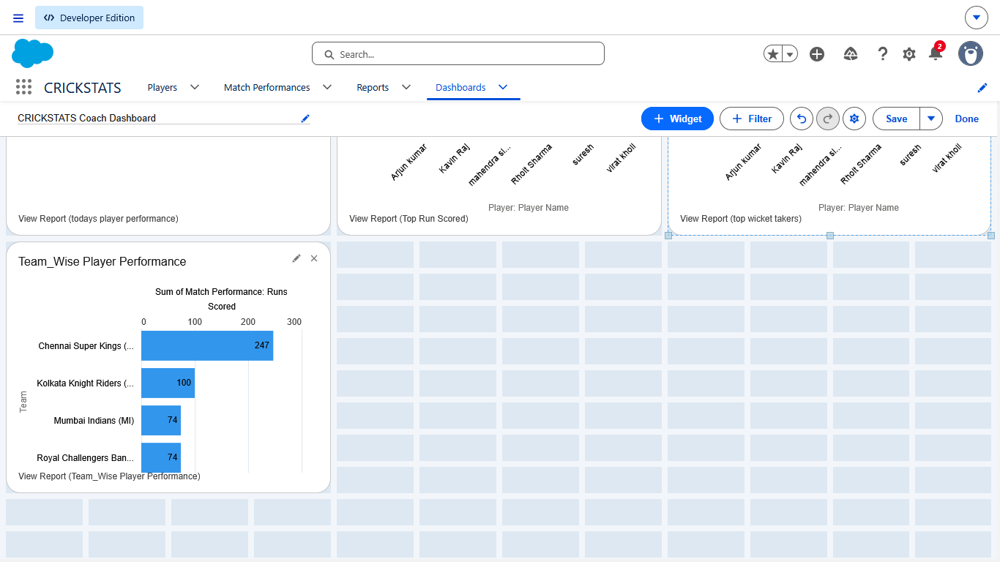 Developer Edition
Search...
2
CRICKSTATS
Players
Match Performances
Reports
Dashboards
CRICKSTATS Coach Dashboard
Widget
Filter
Save
Done
Arjun kumar
Kavin Raj
mahendra si...
Rhoit Sharma
suresh
virat kholi
Arjun kumar
Kavin Raj
mahendra si...
Rhoit Sharma
suresh
virat kholi
Player: Player Name
Player: Player Name
View Report (todays player performance)
View Report (Top Run Scored)
View Report (top wicket takers)
Team_Wise Player Performance
Sum of Match Performance: Runs
Scored
0 100 200 300
Chennai Super Kings (...
247
Kolkata Knight Riders (...
100
Team
Mumbai Indians (MI)
74
Royal Challengers Ban...
74
View Report (Team_Wise Player Performance)